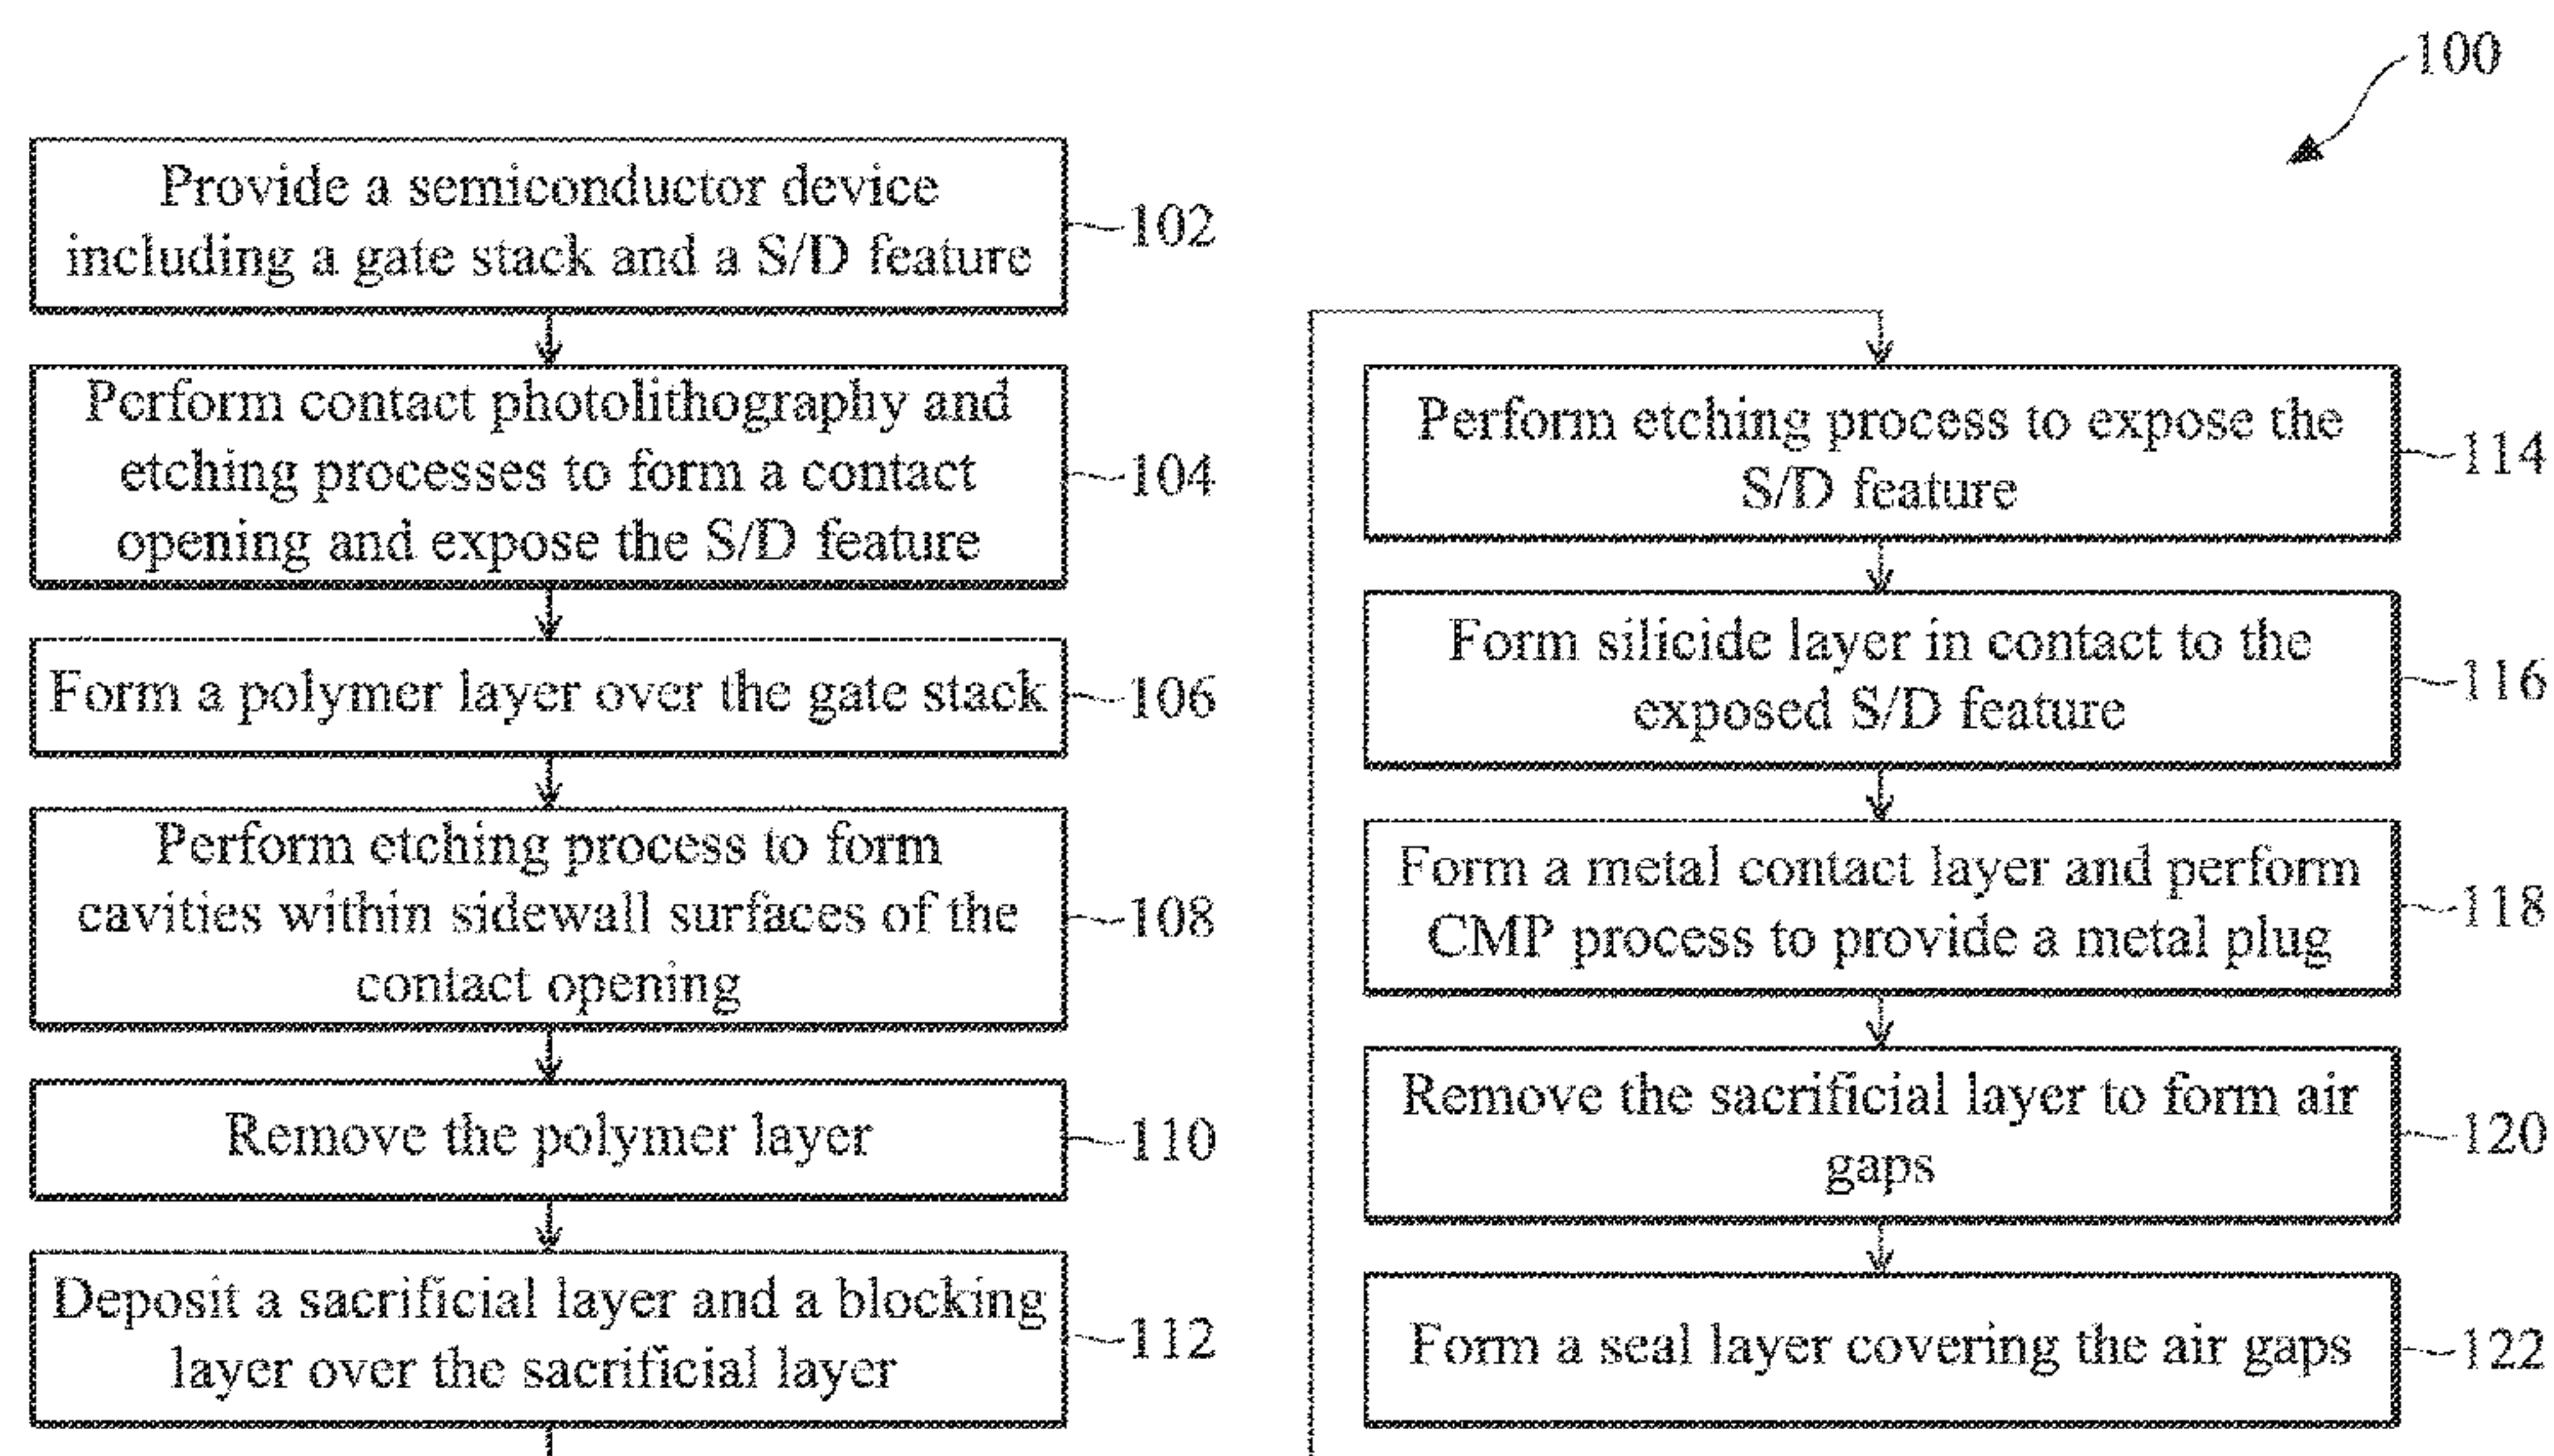 100
Provide a semiconductor device
including a gate stack and a S/D feature
102
Perform contact photolithography and
etching processes to form a contact
opening and expose the S/D feature
104
Form a polymer layer over the gate stack
106
Perform etching process to form
cavities within sidewall surfaces of the
contact opening
108
Remove the polymer layer
110
Deposit a sacrificial layer and a blocking
layer over the sacrificial layer
112
Perform etching process to expose the
S/D feature
114
Form silicide layer in contact to the
exposed S/D feature
116
Form a metal contact layer and perform
CMP process to provide a metal plug
118
Remove the sacrificial layer to form air
gaps
120
Form a seal layer covering the air gaps
122